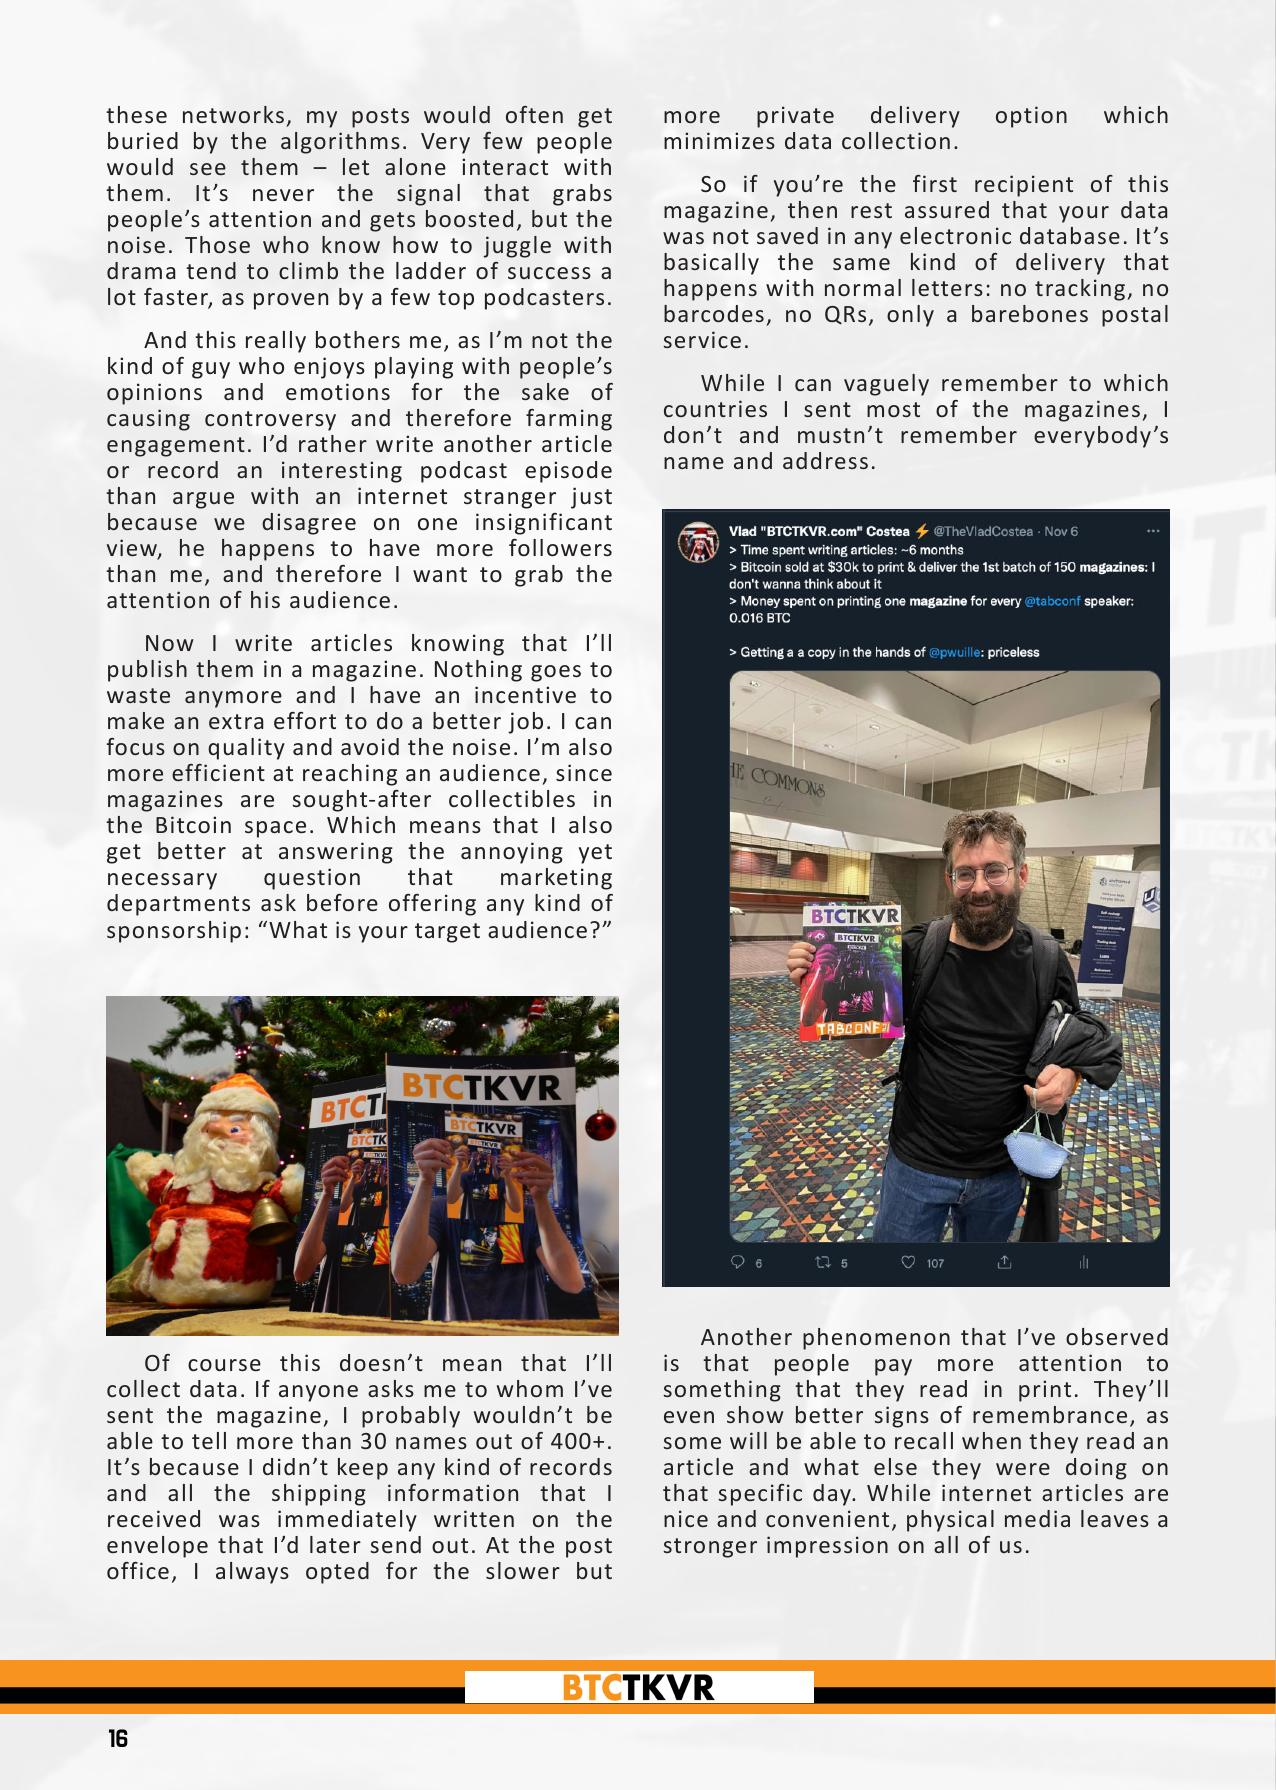 these networks, my posts would often get
buried by the algorithms. Very few people
would see them – let alone interact with
them. It’s never the signal that grabs
people’s attention and gets boosted, but the
noise. Those who know how to juggle with
drama tend to climb the ladder of success a
lot faster, as proven by a few top podcasters.
And this really bothers me, as I’m not the
kind of guy who enjoys playing with people’s
opinions and emotions for the sake of
causing controversy and therefore farming
engagement. I’d rather write another article
or record an interesting podcast episode
than argue with an internet stranger just
because we disagree on one insignificant
view, he happens to have more followers
than me, and therefore I want to grab the
attention of his audience.
Now I write articles knowing that I’ll
publish them in a magazine. Nothing goes to
waste anymore and I have an incentive to
make an extra effort to do a better job. I can
focus on quality and avoid the noise. I’m also
more efficient at reaching an audience, since
magazines are sought-after collectibles in
the Bitcoin space. Which means that I also
get better at answering the annoying yet
necessary question that marketing
departments ask before offering any kind of
sponsorship: “What is your target audience?”
BTCT
BTCTK
BTCTKVR
BTCTKVR
Of course this doesn’t mean that I’ll
collect data. If anyone asks me to whom I’ve
sent the magazine, I probably wouldn’t be
able to tell more than 30 names out of 400+.
It’s because I didn’t keep any kind of records
and all the shipping information that I
received was immediately written on the
envelope that I’d later send out. At the post
office, I always opted for the slower but
more private delivery option which
minimizes data collection.
So if you’re the first recipient of this
magazine, then rest assured that your data
was not saved in any electronic database. It’s
basically the same kind of delivery that
happens with normal letters: no tracking, no
barcodes, no QRs, only a barebones postal
service.
While I can vaguely remember to which
countries I sent most of the magazines, I
don’t and mustn’t remember everybody’s
name and address.
Vlad "BTCTKVR.com" Costea ⚡ @TheVladCostea · Nov 6
> Time spent writing articles: ~6 months
> Bitcoin sold at $30k to print & deliver the 1st batch of 150 magazines: I
don't wanna think about it
> Money spent on printing one magazine for every @tabconf speaker:
0.016 BTC
> Getting a a copy in the hands of @pwuille: priceless
HE COMMONS
BTCTKVR
BTCTKVR
TABCONF
6 5 107
Another phenomenon that I’ve observed
is that people pay more attention to
something that they read in print. They’ll
even show better signs of remembrance, as
some will be able to recall when they read an
article and what else they were doing on
that specific day. While internet articles are
nice and convenient, physical media leaves a
stronger impression on all of us.
BTCTKVR
16